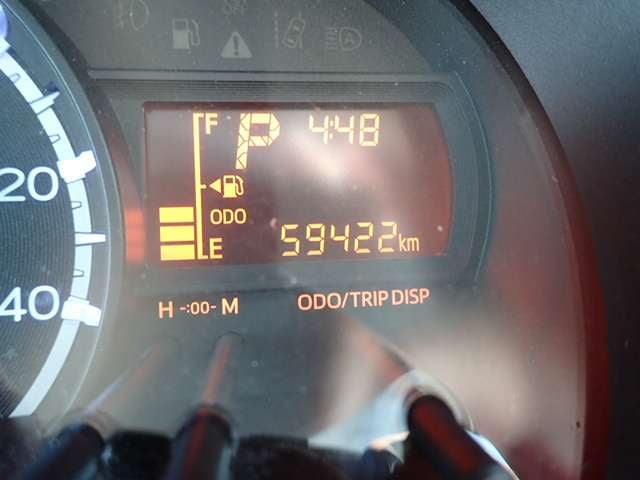 F P 4:48
20
ODO
E 59422km
40
H -:00- M ODO/TRIP DISP